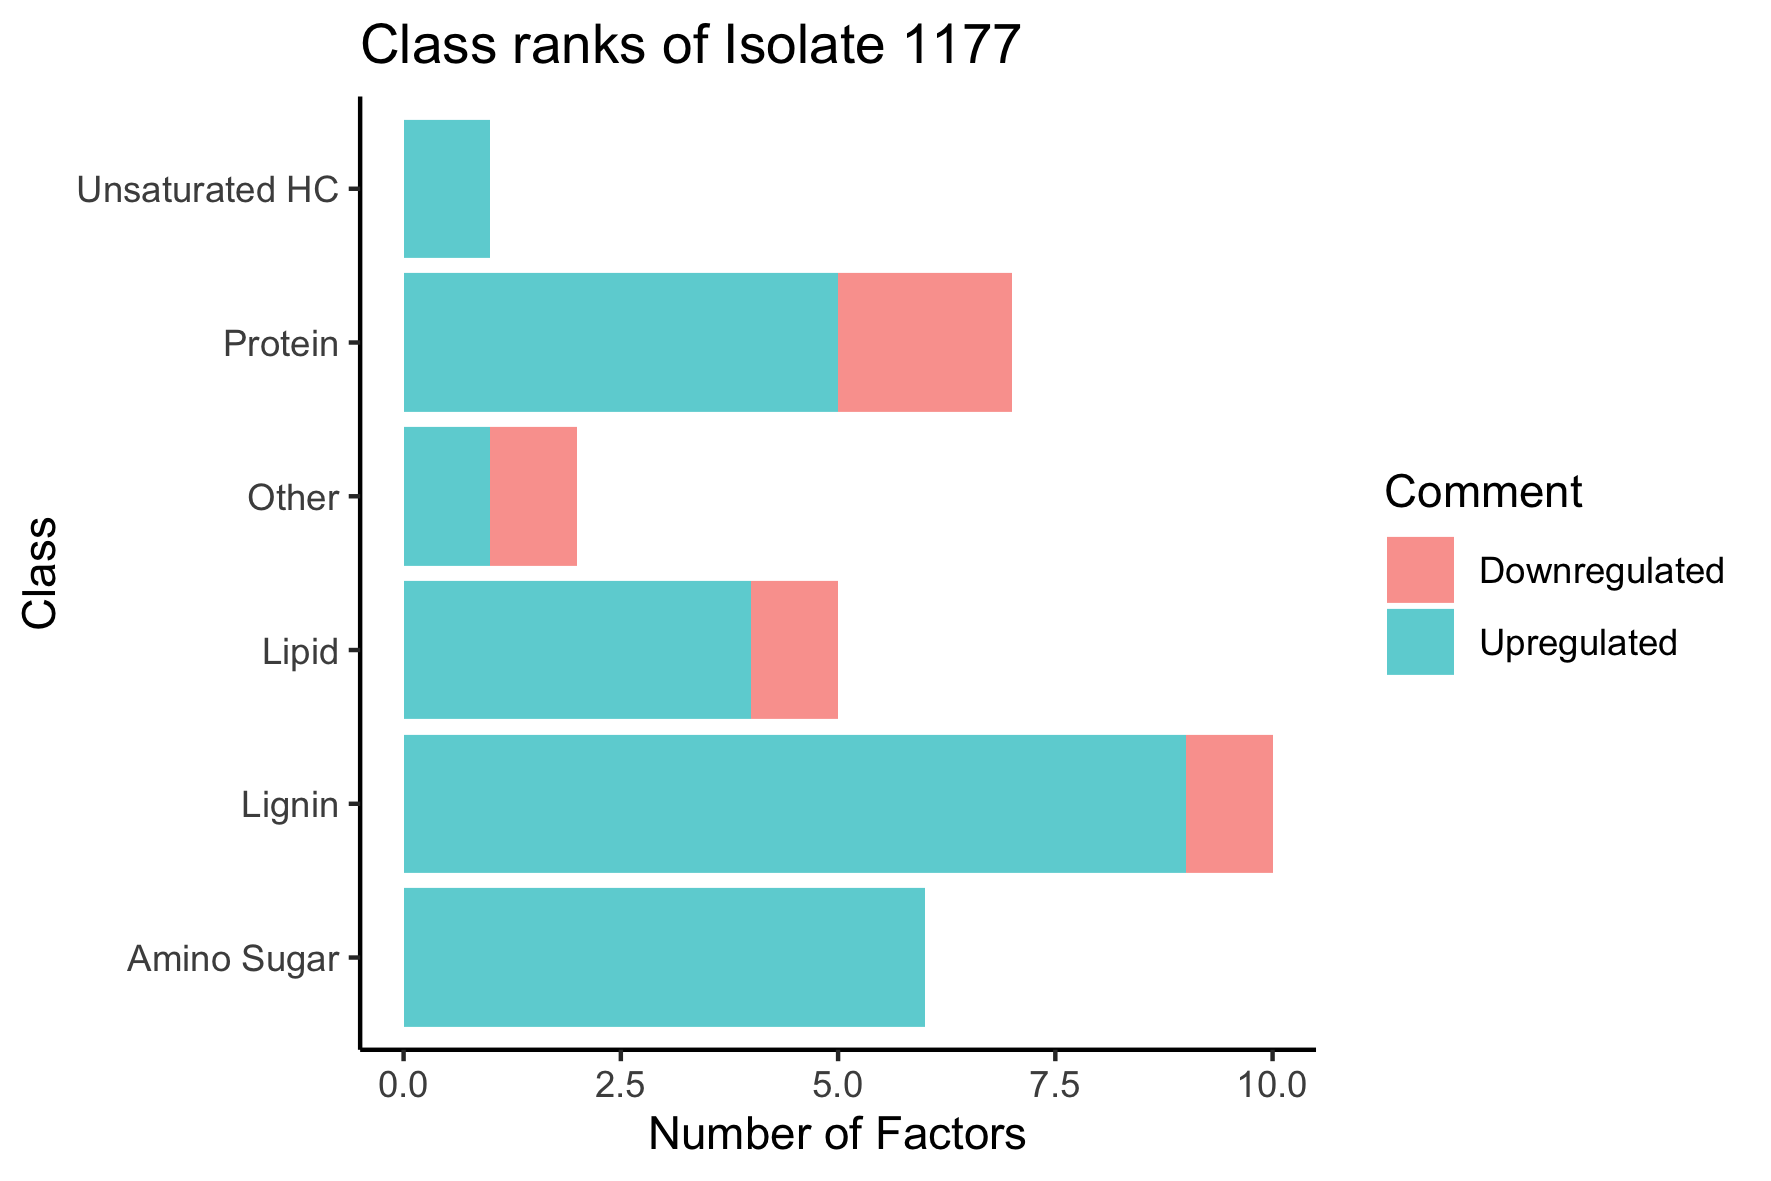 Class ranks of Isolate 1177
Unsaturated HC
Protein
Other
Lipid
Lignin
Amino Sugar
Class
0.0 2.5 5.0 7.5 10.0
Number of Factors
Comment
Downregulated
Upregulated